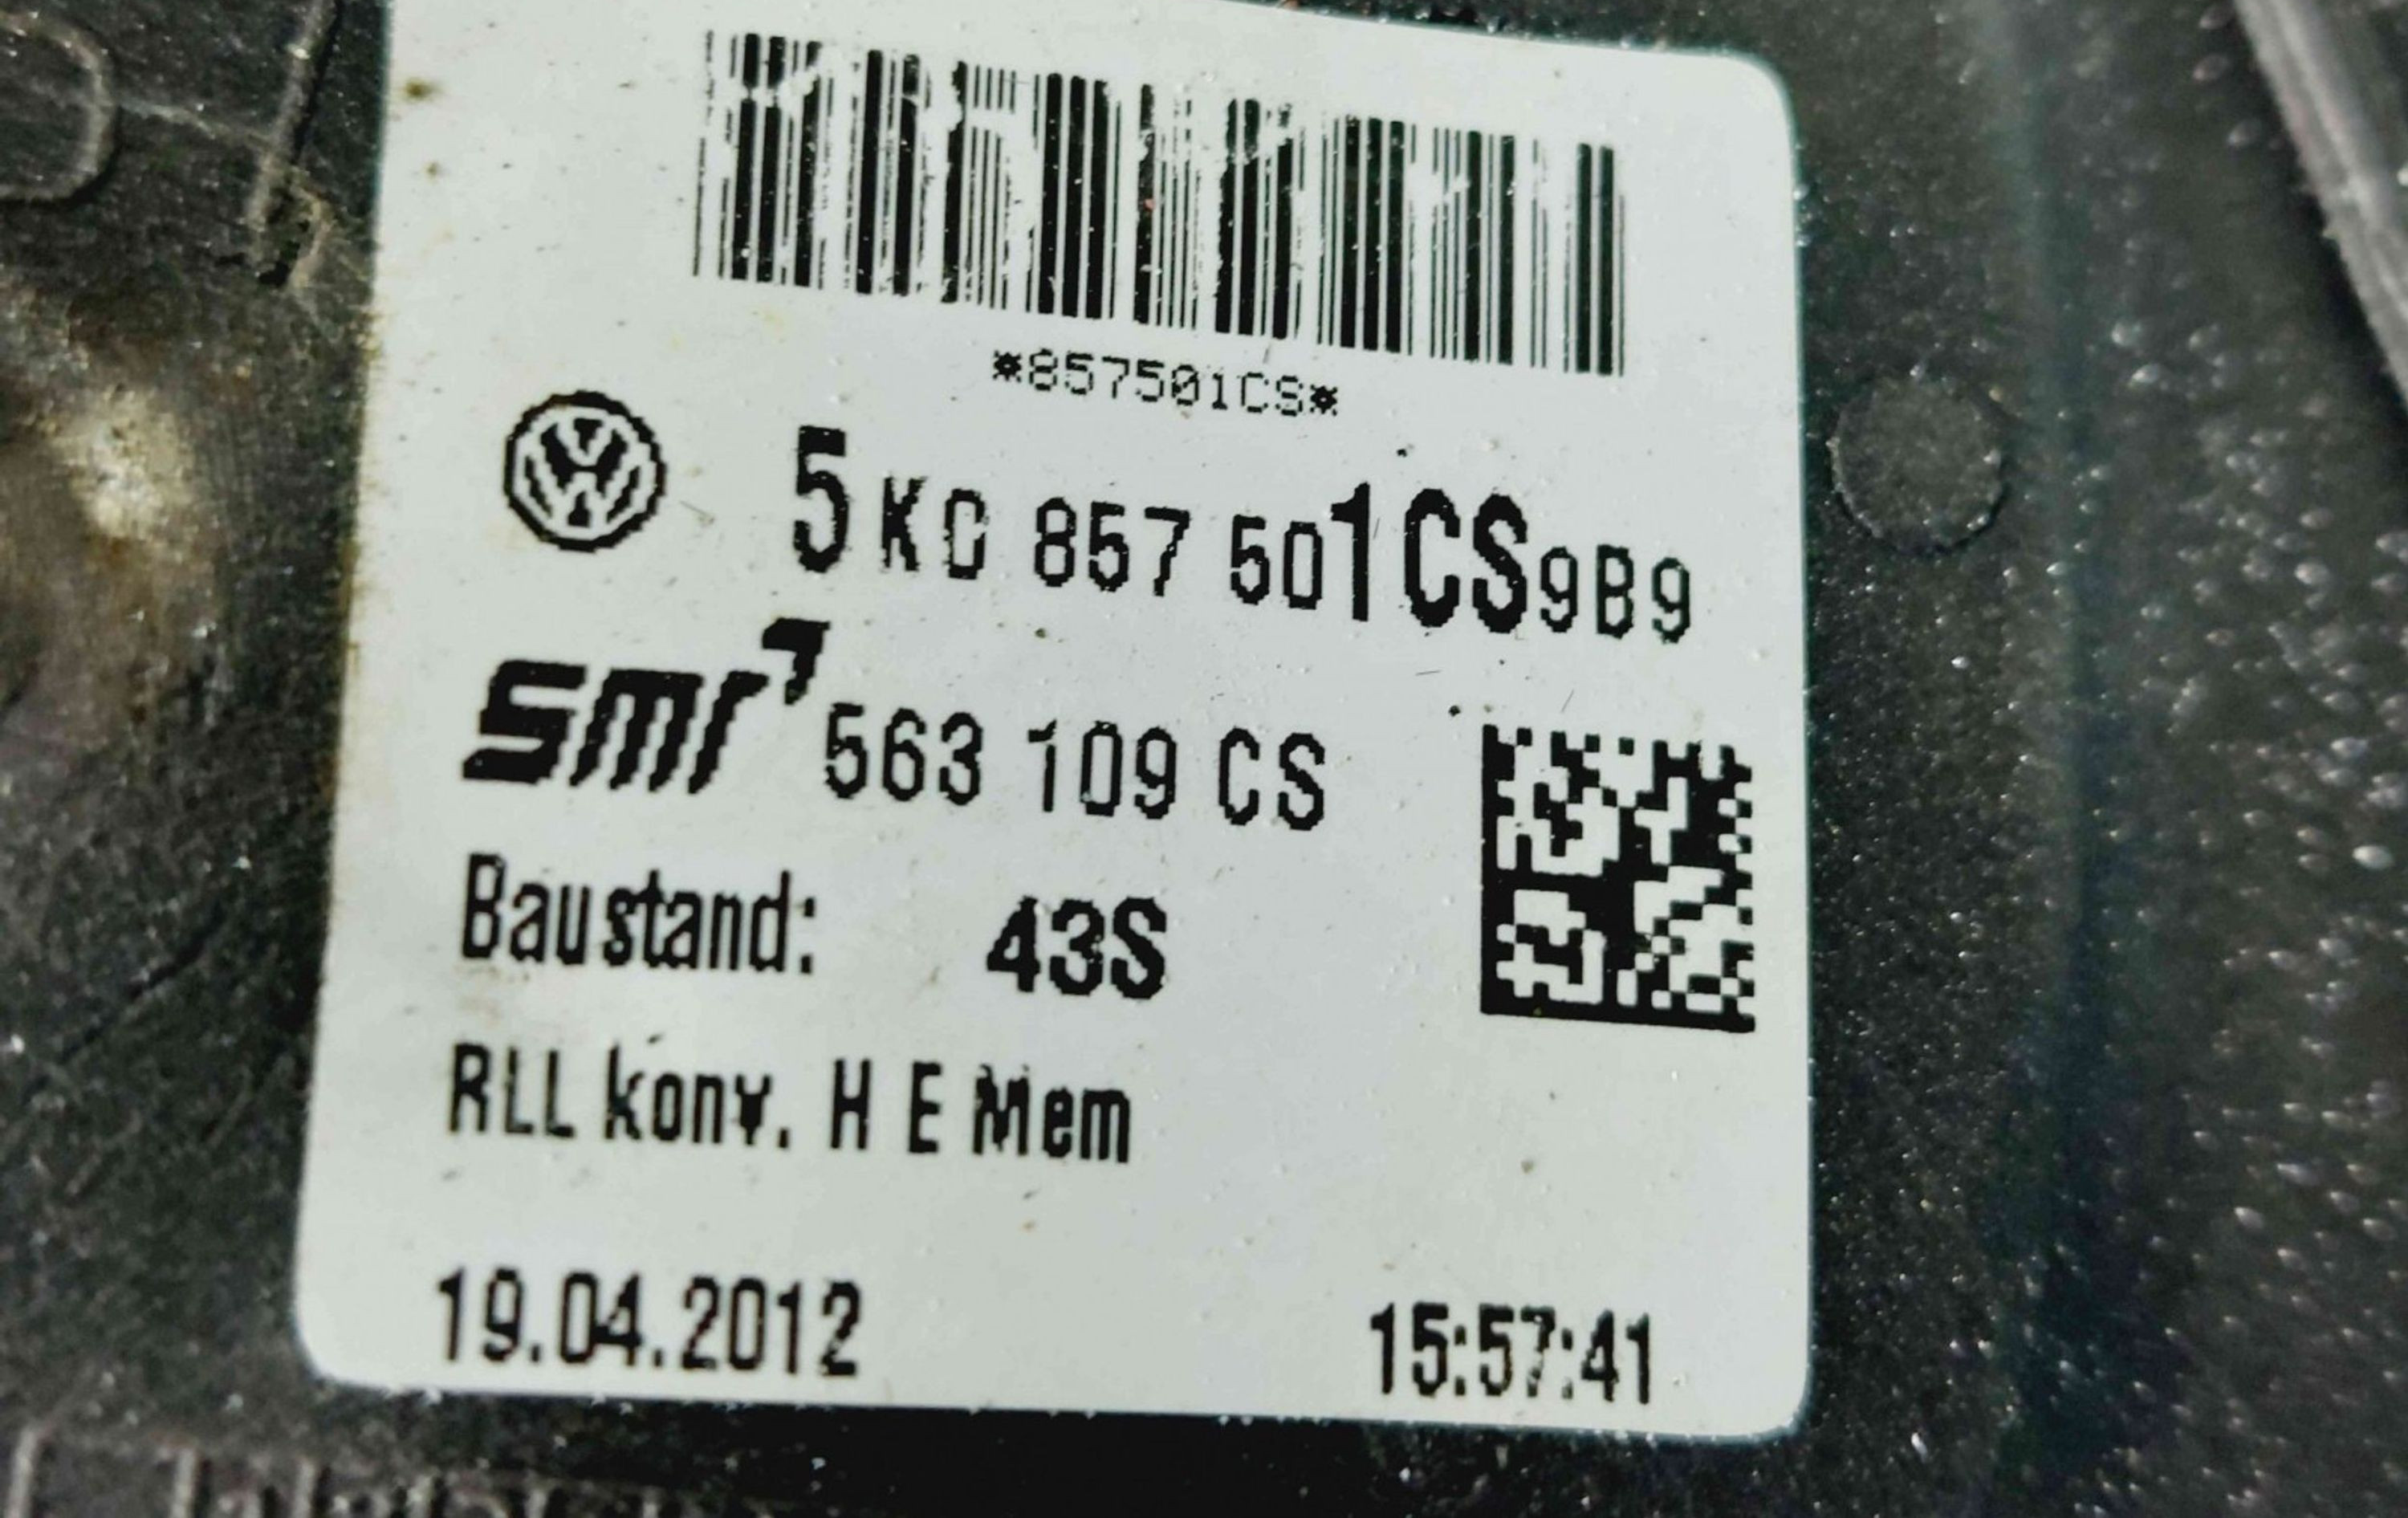 *857501CS*
5KC 857 501CS9B9
smr 563 109 CS
Baustand: 43S
RLL konv. H E Mem
19.04.2012 15:57:41